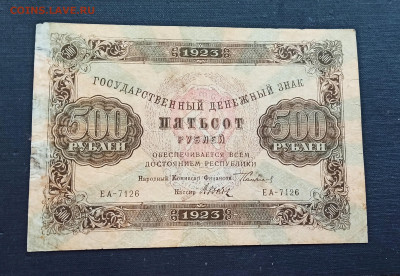 COINS.LAVE.RU
1923
ГОСУДАРСТВЕННЫЙ ДЕНЕЖНЫЙ ЗНАК
500 ПЯТЬСОТ 500
РУБЛЕЙ РУБЛЕЙ РУБЛЕЙ
ОБЕСПЕЧИВАЕТСЯ ВСЕМ
ДОСТОЯНИЕМ РЕСПУБЛИКИ
Народный Комиссар Финансов
ЕА-7126 Кассир ЕА-7126
1923